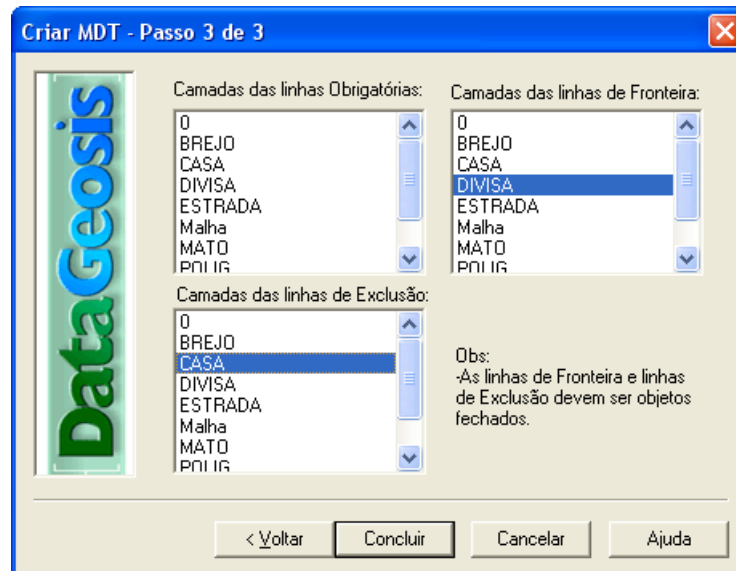 Criar MDT - Passo 3 de 3
DataGeosis
Camadas das linhas Obrigatórias:
0
BREJO
CASA
DIVISA
ESTRADA
Malha
MATO
POLIG
Camadas das linhas de Fronteira:
0
BREJO
CASA
DIVISA
ESTRADA
Malha
MATO
POLIG
Camadas das linhas de Exclusão:
0
BREJO
CASA
DIVISA
ESTRADA
Malha
MATO
POLIG
Obs:
-As linhas de Fronteira e linhas
de Exclusão devem ser objetos
fechados.
< Voltar
Concluir
Cancelar
Ajuda